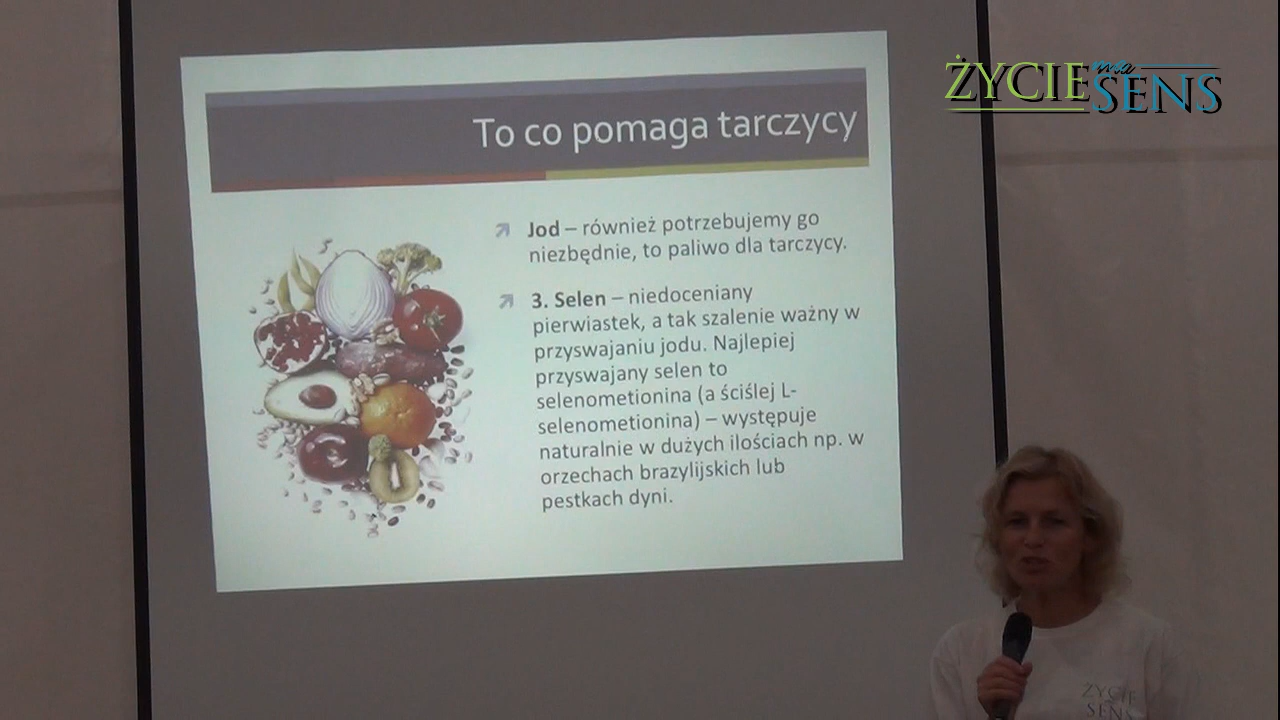 ŻYCIE ma SENS
To co pomaga tarczycy
Jod – również potrzebujemy go
niezbędnie, to paliwo dla tarczycy.
3. Selen – niedoceniany
pierwiastek, a tak szalenie ważny w
przyswajaniu jodu. Najlepiej
przyswajany selen to
selenometionina (a ściślej L-
selenometionina) – występuje
naturalnie w dużych ilościach np. w
orzechach brazylijskich lub
pestkach dyni.
ŻYCIE
SENS